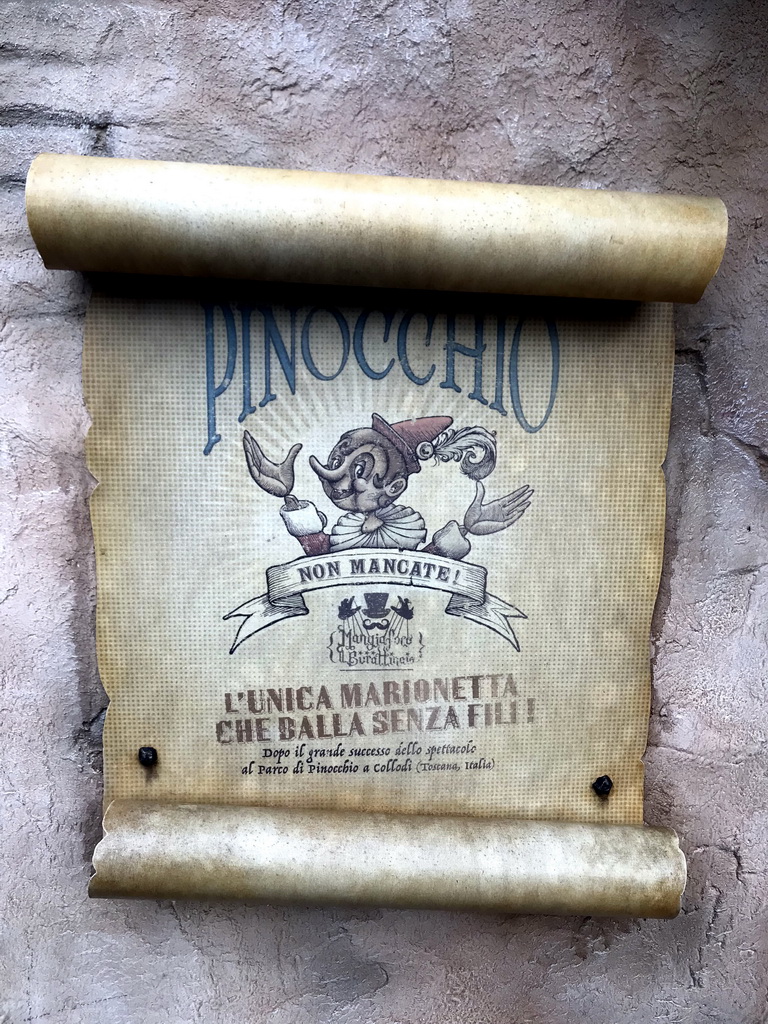 PINOCCHIO
NON MANCATE!
Mangiafoco
il Burattinaio
L'UNICA MARIONETTA
CHE BALLA SENZA FILI!
Dopo il grande successo dello spettacolo
al Parco di Pinocchio a Collodi (Toscana, Italia)